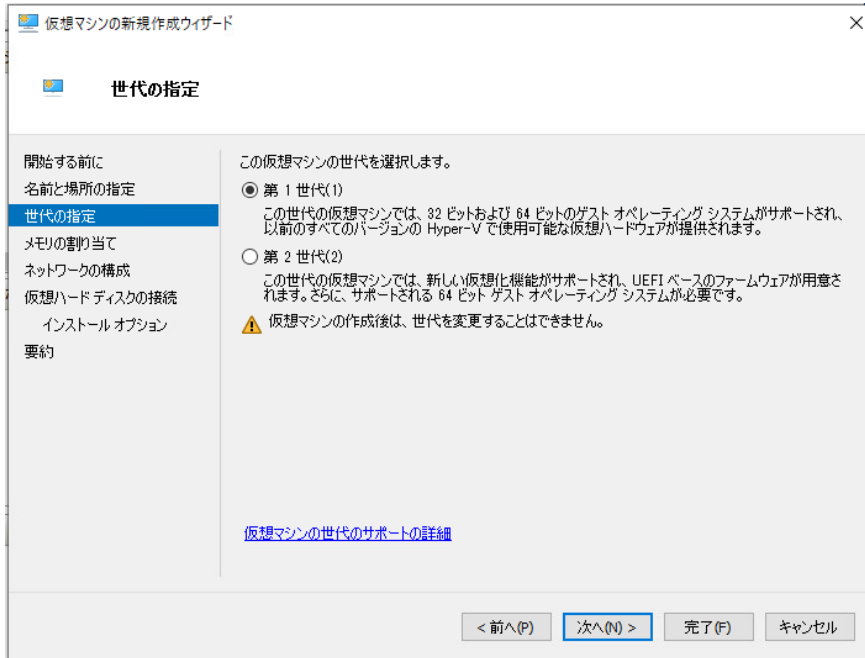 仮想マシンの新規作成ウィザード
世代の指定
開始する前に
名前と場所の指定
世代の指定
メモリの割り当て
ネットワークの構成
仮想ハード ディスクの接続
インストール オプション
要約
この仮想マシンの世代を選択します。
第 1 世代(1)
この世代の仮想マシンでは、32 ビットおよび 64 ビットのゲスト オペレーティング システムがサポートされ、
以前のすべてのバージョンの Hyper-V で使用可能な仮想ハードウェアが提供されます。
第 2 世代(2)
この世代の仮想マシンでは、新しい仮想化機能がサポートされ、UEFI ベースのファームウェアが用意さ
れます。さらに、サポートされる 64 ビット ゲスト オペレーティング システムが必要です。
仮想マシンの作成後は、世代を変更することはできません。
仮想マシンの世代のサポートの詳細
< 前へ(P)
次へ(N) >
完了(F)
キャンセル